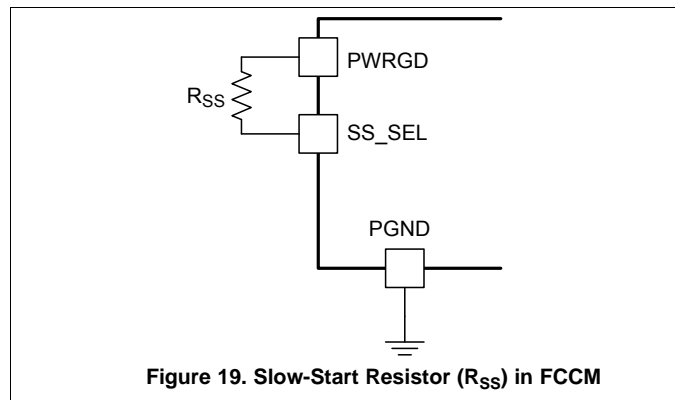 PWRGD
RSS
SS_SEL
PGND
Figure 19. Slow-Start Resistor (RSS) in FCCM